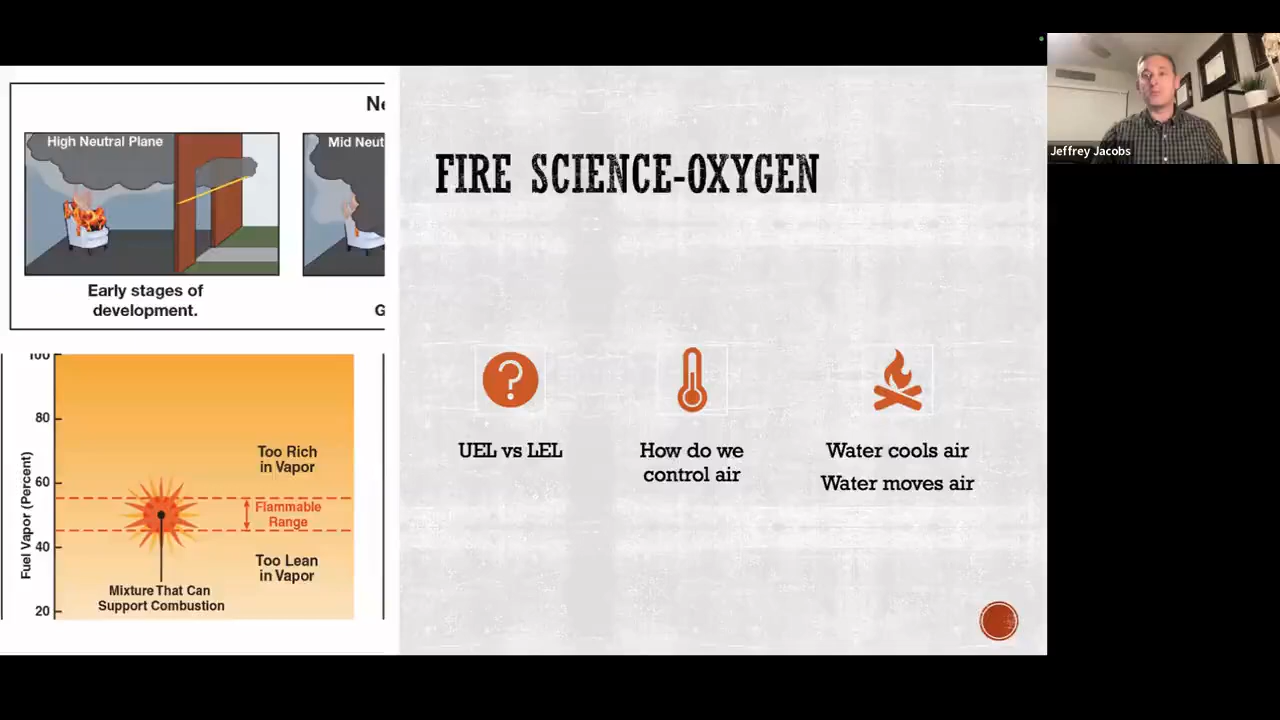 Ne
High Neutral Plane
Mid Neut
Early stages of
development.
G
100
80
60
40
20
Fuel Vapor (Percent)
Too Rich
in Vapor
Flammable
Range
Too Lean
in Vapor
Mixture That Can
Support Combustion
FIRE SCIENCE-OXYGEN
UEL vs LEL
How do we
control air
Water cools air
Water moves air
Jeffrey Jacobs